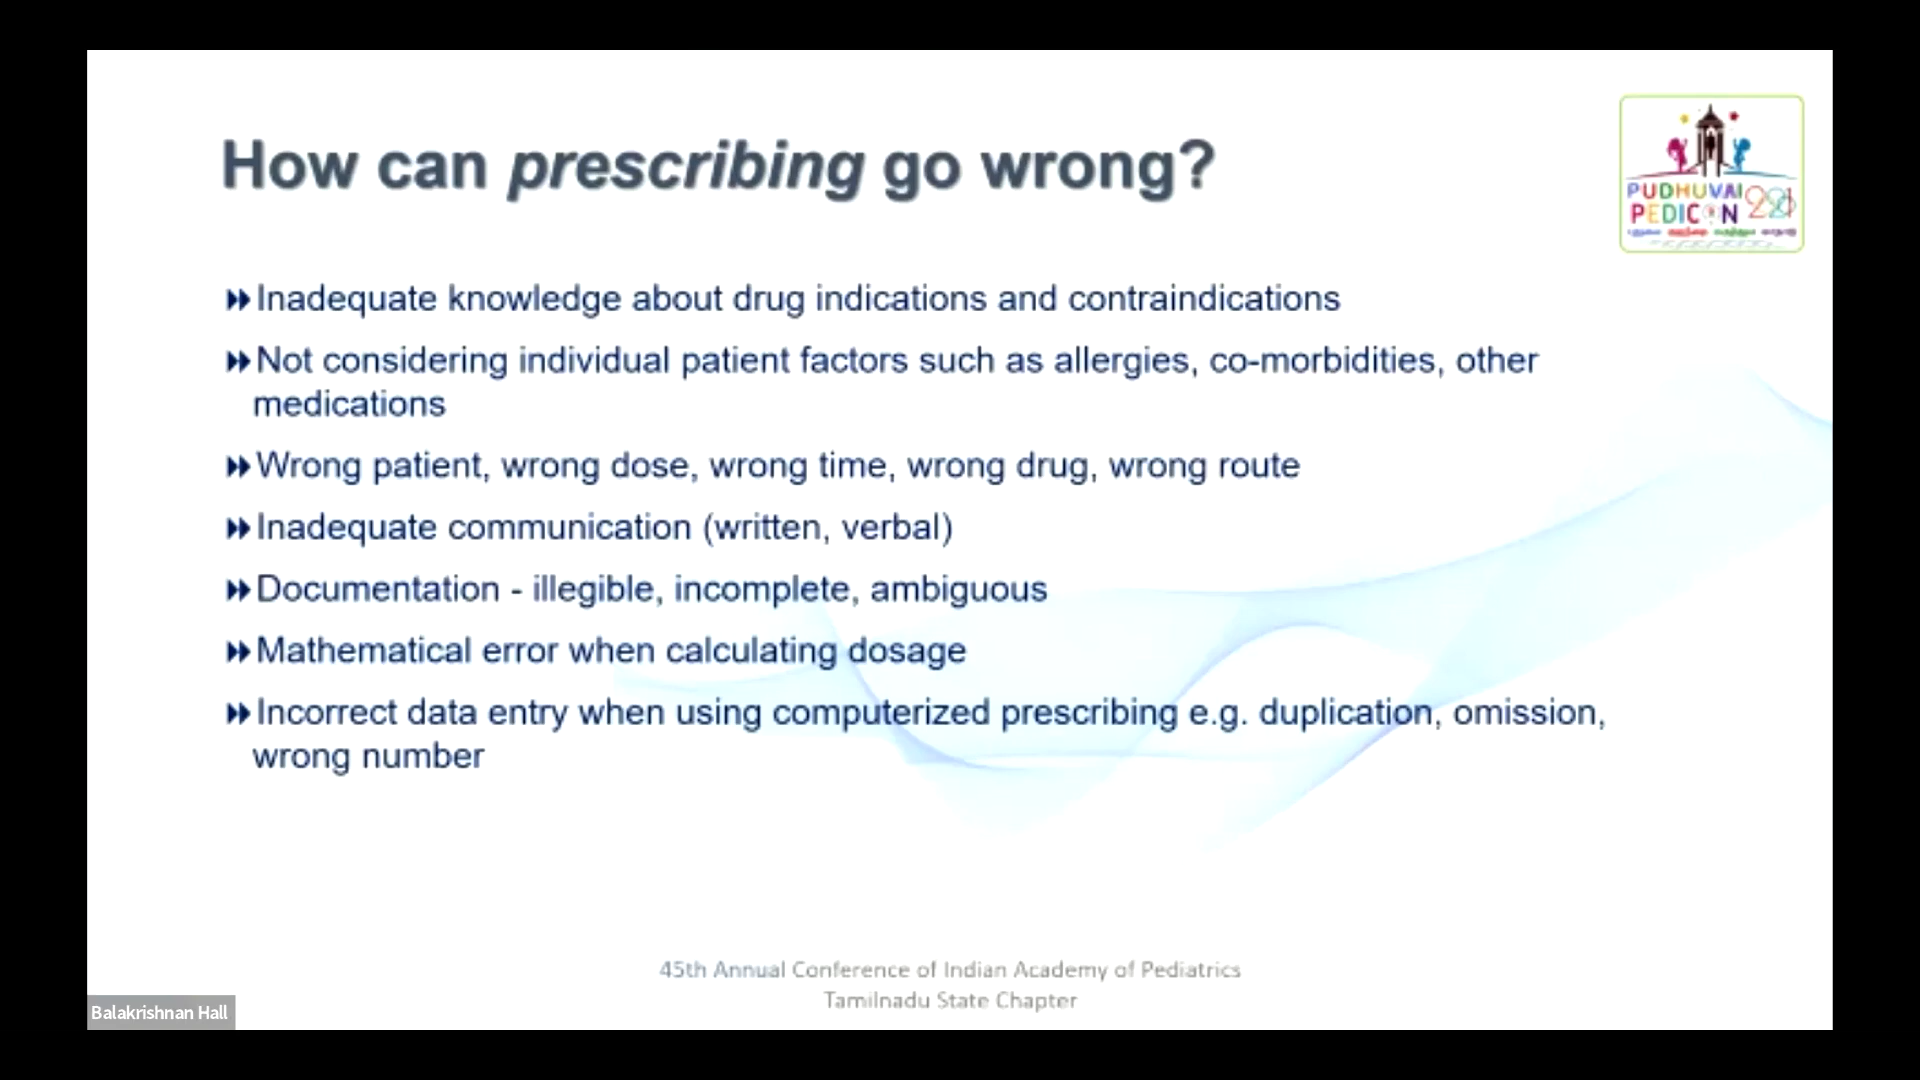 How can prescribing go wrong?
PUDHUVAI
PEDICON
Inadequate knowledge about drug indications and contraindications
Not considering individual patient factors such as allergies, co-morbidities, other
medications
Wrong patient, wrong dose, wrong time, wrong drug, wrong route
Inadequate communication (written, verbal)
Documentation - illegible, incomplete, ambiguous
Mathematical error when calculating dosage
Incorrect data entry when using computerized prescribing e.g. duplication, omission,
wrong number
45th Annual Conference of Indian Academy of Pediatrics
Tamilnadu State Chapter
Balakrishnan Hall